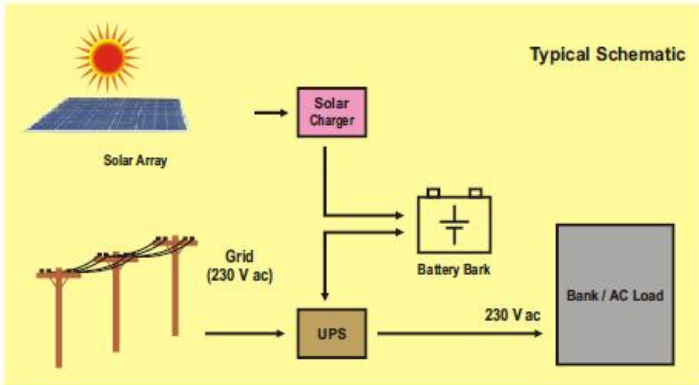 Typical Schematic
Solar
Charger
Solar Array
Grid
(230 V ac)
Battery Bark
Bank / AC Load
230 V ac
UPS